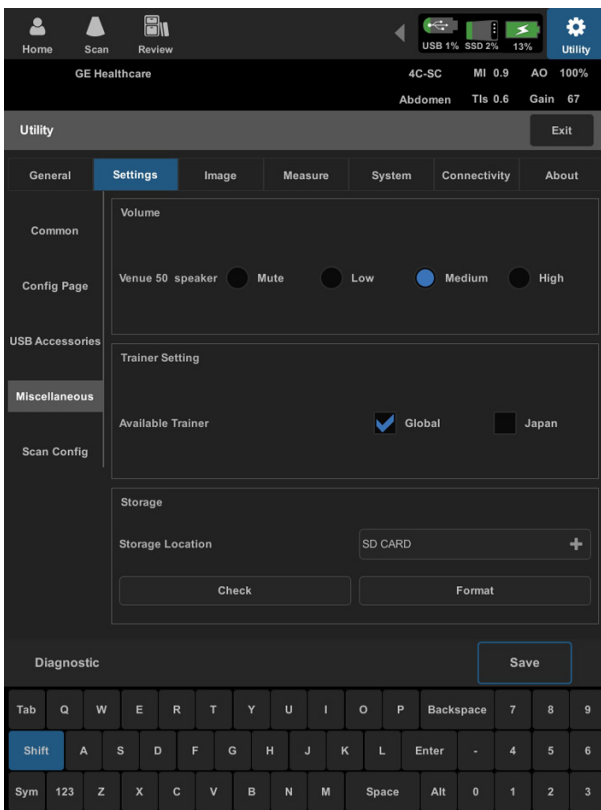 Home Scan Review USB 1% SSD 2% 13% Utility
GE Healthcare 4C-SC MI 0.9 AO 100%
Abdomen TIs 0.6 Gain 67
Utility Exit
General Settings Image Measure System Connectivity About
Common
Config Page
USB Accessories
Miscellaneous
Scan Config
Volume
Venue 50 speaker Mute Low Medium High
Trainer Setting
Available Trainer Global Japan
Storage
Storage Location SD CARD
Check Format
Diagnostic Save
Tab Q W E R T Y U I O P Backspace 7 8 9
Shift A S D F G H J K L Enter - 4 5 6
Sym 123 Z X C V B N M Space Alt 0 1 2 3